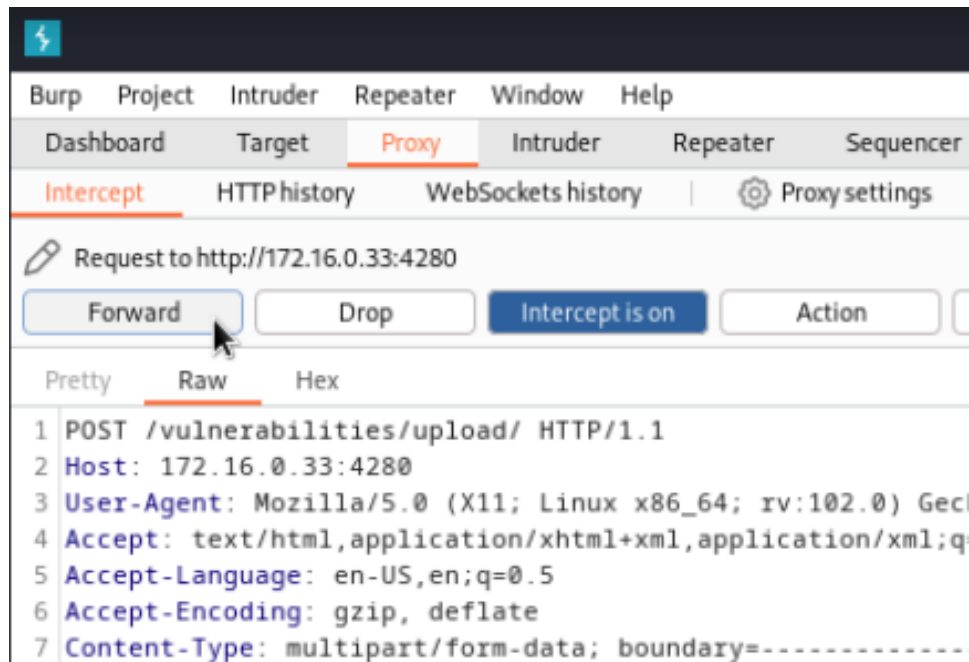 Burp Project Intruder Repeater Window Help
Dashboard Target Proxy Intruder Repeater Sequencer
Intercept HTTP history WebSockets history Proxy settings
Request to http://172.16.0.33:4280
Forward Drop Intercept is on Action
Pretty Raw Hex
1 POST /vulnerabilities/upload/ HTTP/1.1
2 Host: 172.16.0.33:4280
3 User-Agent: Mozilla/5.0 (X11; Linux x86_64; rv:102.0)
4 Accept: text/html,application/xhtml+xml,application/xml;q=
5 Accept-Language: en-US,en;q=0.5
6 Accept-Encoding: gzip, deflate
7 Content-Type: multipart/form-data; boundary=-------------